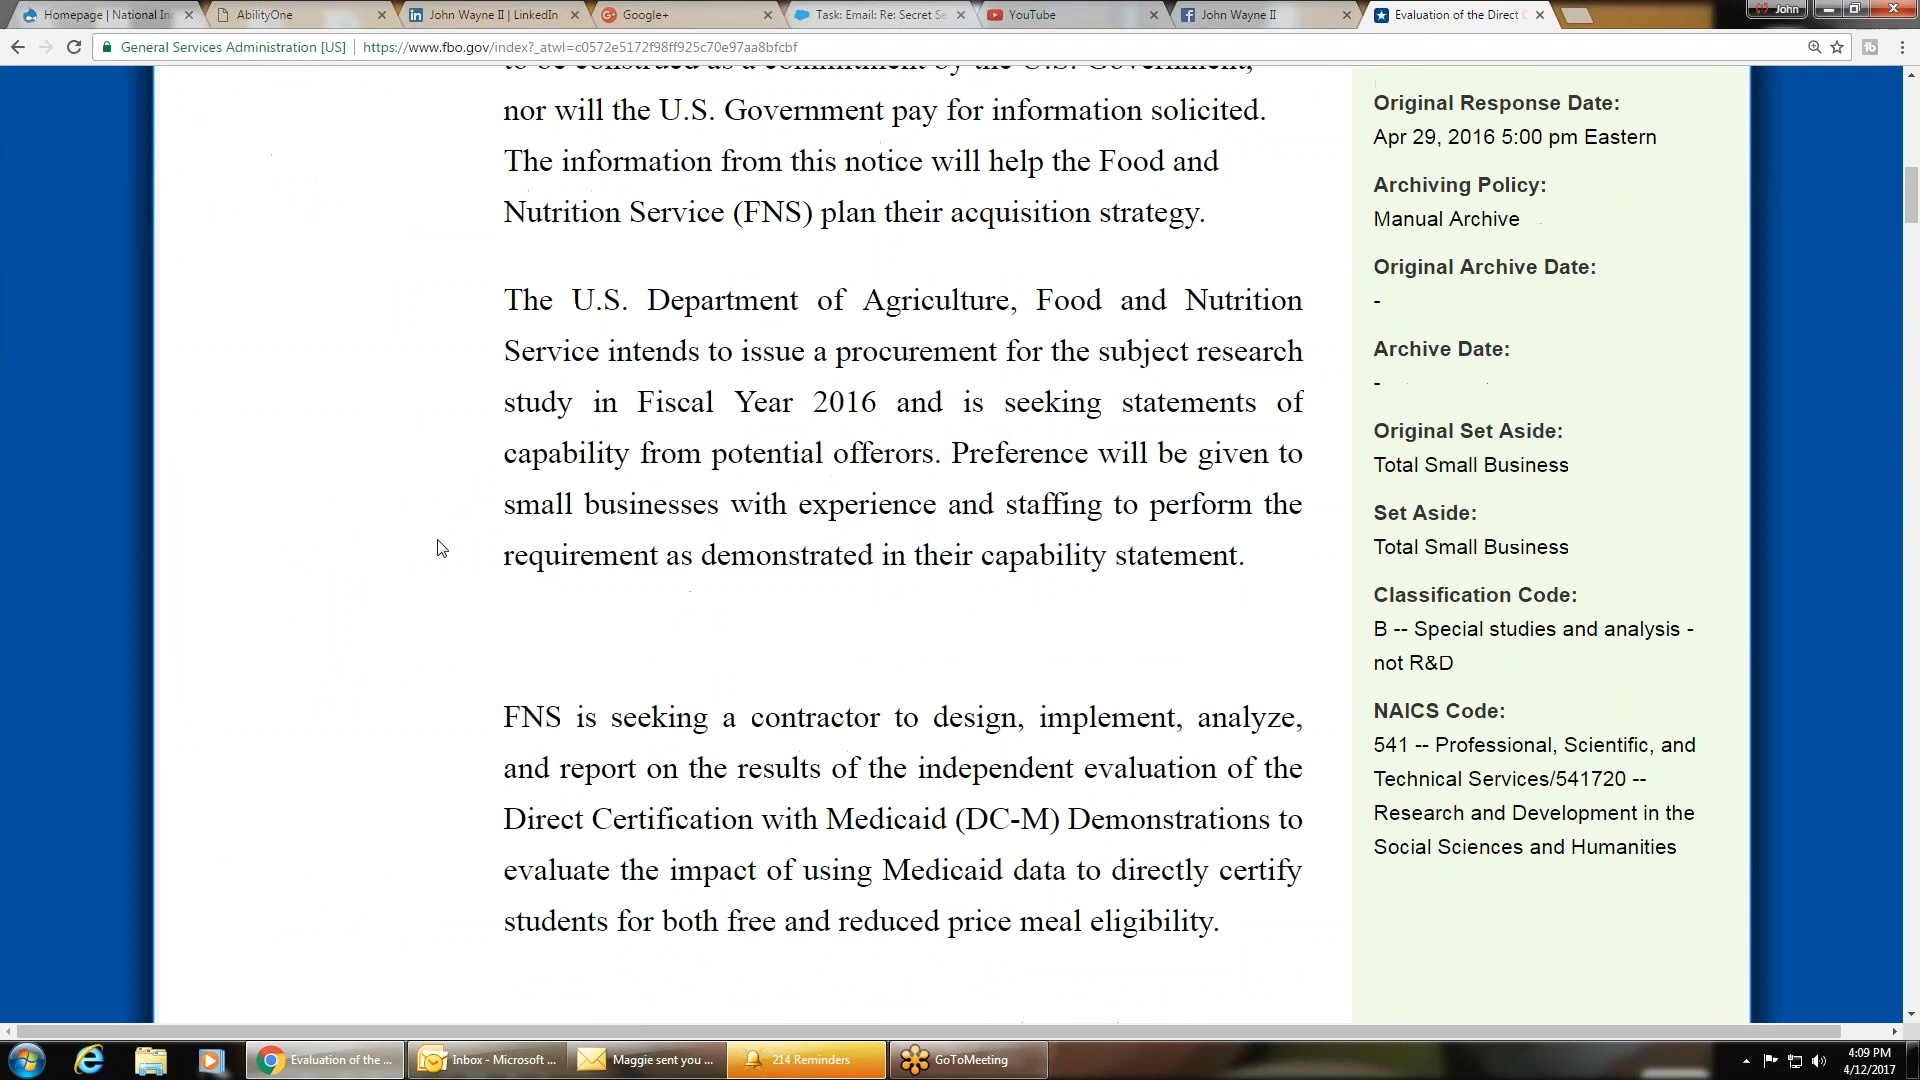 Homepage | National In
AbilityOne
John Wayne II | LinkedIn
Google+
Task: Email: Re: Secret Se
YouTube
John Wayne II
Evaluation of the Direct C
John
General Services Administration [US]
https://www.fbo.gov/index?_atwl=c0572e5172f98ff925c70e97aa8bfcbf
to be construed as a commitment by the U.S. Government,
nor will the U.S. Government pay for information solicited.
The information from this notice will help the Food and
Nutrition Service (FNS) plan their acquisition strategy.
The U.S. Department of Agriculture, Food and Nutrition
Service intends to issue a procurement for the subject research
study in Fiscal Year 2016 and is seeking statements of
capability from potential offerors. Preference will be given to
small businesses with experience and staffing to perform the
requirement as demonstrated in their capability statement.
FNS is seeking a contractor to design, implement, analyze,
and report on the results of the independent evaluation of the
Direct Certification with Medicaid (DC-M) Demonstrations to
evaluate the impact of using Medicaid data to directly certify
students for both free and reduced price meal eligibility.
Original Response Date:
Apr 29, 2016 5:00 pm Eastern
Archiving Policy:
Manual Archive
Original Archive Date:
-
Archive Date:
-
Original Set Aside:
Total Small Business
Set Aside:
Total Small Business
Classification Code:
B -- Special studies and analysis -
not R&D
NAICS Code:
541 -- Professional, Scientific, and
Technical Services/541720 --
Research and Development in the
Social Sciences and Humanities
Evaluation of the ...
Inbox - Microsoft ...
Maggie sent you ...
214 Reminders
GoToMeeting
4:09 PM
4/12/2017